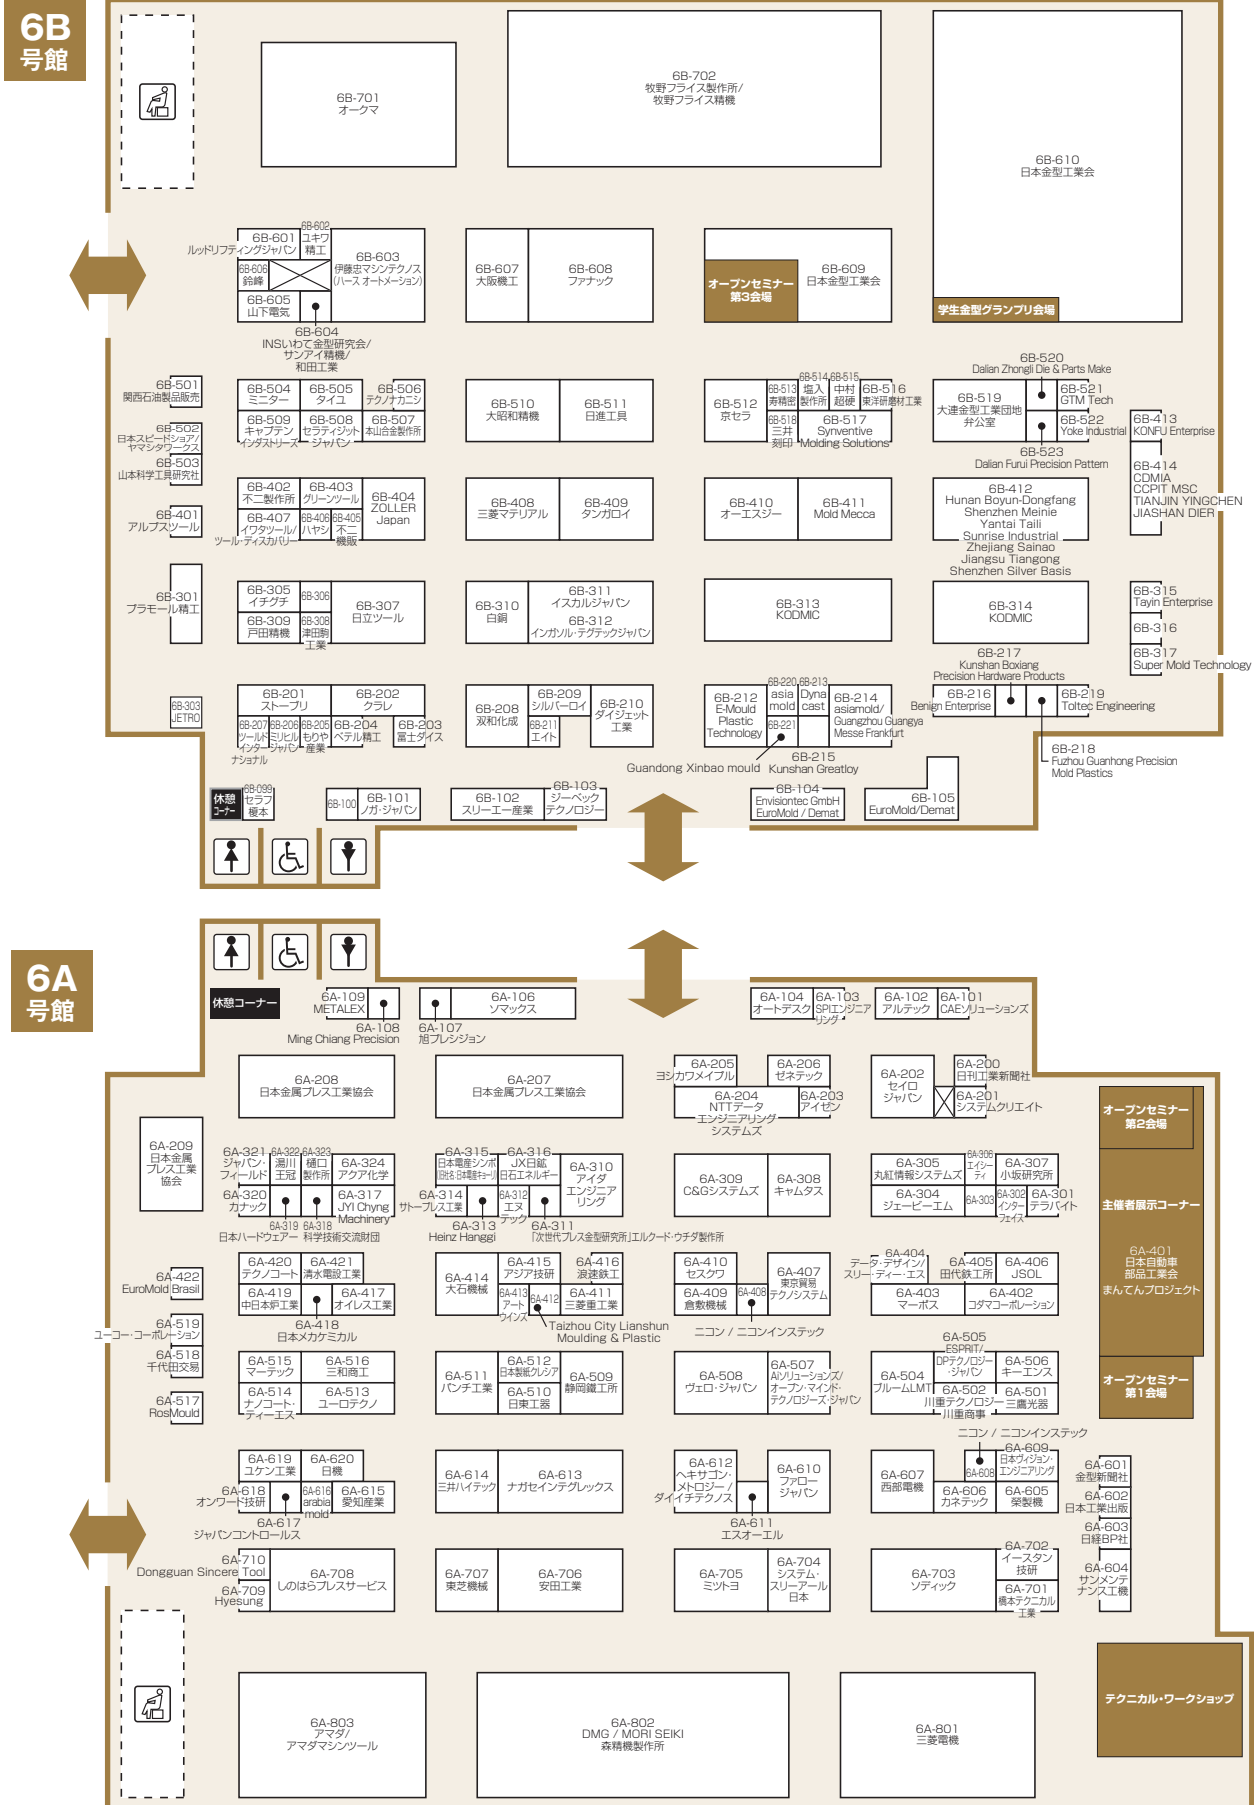 6B
号館
6B-701
オークマ
6B-702
牧野フライス製作所/
牧野フライス精機
6B-610
日本金型工業会
学生金型グランプリ会場
6B-601
ルッドリフティングジャパン
6B-602
ユキワ
精工
6B-603
伊藤忠マシンテクノス
(ハース オートメーション)
6B-606
鈴峰
6B-605
山下電気
6B-604
INSいわて金型研究会/
サンアイ精機/
和田工業
6B-607
大阪機工
6B-608
ファナック
オープンセミナー
第3会場
6B-609
日本金型工業会
6B-501
関西石油製品販売
6B-502
日本スピードショア/
ヤマシタワークス
6B-503
山本科学工具研究社
6B-504
ミニター
6B-505
タイユ
6B-506
テクノナカニシ
6B-509
キャプテン
インダストリーズ
6B-508
セラティジット
ジャパン
6B-507
本山合金製作所
6B-510
大昭和精機
6B-511
日進工具
6B-512
京セラ
6B-513
寿精密
6B-514
塩入
製作所
6B-515
中村
超硬
6B-516
東洋研磨材工業
6B-518
三井
刻印
6B-517
Synventive
Molding Solutions
6B-520
Dalian Zhongli Die & Parts Make
6B-519
大連金型工業団地
弁公室
6B-521
GTM Tech
6B-522
Yoke Industrial
6B-523
Dalian Furui Precision Pattern
6B-413
KONFU Enterprise
6B-414
CDMIA
CCPIT MSC
TIANJIN YINGCHEN
JIASHAN DIER
6B-401
アルプスツール
6B-402
不二製作所
6B-403
グリーンツール
6B-404
ZOLLER
Japan
6B-407
イワタツール/
ツール・ディスカバリー
6B-406
ハヤシ
6B-405
不二
機販
6B-408
三菱マテリアル
6B-409
タンガロイ
6B-410
オーエスジー
6B-411
Mold Mecca
6B-412
Hunan Boyun-Dongfang
Shenzhen Meinie
Yantai Taili
Sunrise Industrial
Zhejiang Sainao
Jiangsu Tiangong
Shenzhen Silver Basis
6B-301
プラモール精工
6B-305
イチグチ
6B-306
6B-307
日立ツール
6B-309
戸田精機
6B-308
津田駒
工業
6B-310
白銅
6B-311
イスカルジャパン
6B-312
インガソル・テグテックジャパン
6B-313
KODMIC
6B-314
KODMIC
6B-315
Tayin Enterprise
6B-316
6B-317
Super Mold Technology
6B-303
JETRO
6B-201
ストーブリ
6B-202
クラレ
6B-207
ツールド
インターナショナル
6B-206
ミリヒル
ジャパン
6B-205
もりや
産業
6B-204
ベテル精工
6B-203
冨士ダイス
6B-208
双和化成
6B-209
シルバーロイ
6B-211
エイト
6B-210
ダイジェット
工業
6B-212
E-Mould
Plastic
Technology
6B-220
asia
mold
6B-213
Dyna
cast
6B-221
6B-214
asiamold/
Guangzhou Guangya
Messe Frankfurt
Guandong Xinbao mould
6B-215
Kunshan Greatloy
6B-217
Kunshan Boxiang
Precision Hardware Products
6B-216
Benign Enterprise
6B-219
Toltec Engineering
6B-218
Fuzhou Guanhong Precision
Mold Plastics
休憩
コーナー
6B-099
セラフ
榎本
6B-100
6B-101
ノガ・ジャパン
6B-102
スリーエー産業
6B-103
ジーベック
テクノロジー
6B-104
Envisiontec GmbH
EuroMold / Demat
6B-105
EuroMold/Demat
6A
号館
休憩コーナー
6A-109
METALEX
6A-108
Ming Chiang Precision
6A-106
ソマックス
6A-107
旭プレシジョン
6A-104
オートデスク
6A-103
SPIエンジニア
リング
6A-102
アルテック
6A-101
CAEソリューションズ
6A-208
日本金属プレス工業協会
6A-207
日本金属プレス工業協会
6A-205
ヨシカワメイプル
6A-206
ゼネテック
6A-204
NTTデータ
エンジニアリング
システムズ
6A-203
アイゼン
6A-202
セイロ
ジャパン
6A-200
日刊工業新聞社
6A-201
システムクリエイト
オープンセミナー
第2会場
主催者展示コーナー
6A-401
日本自動車
部品工業会
まんてんプロジェクト
オープンセミナー
第1会場
6A-209
日本金属
プレス工業
協会
6A-321
ジャパン・
フィールド
6A-322
湯川
王冠
6A-323
樋口
製作所
6A-324
アクア化学
6A-320
カナック
6A-317
JYI Chyng
Machinery
6A-319
日本ハードウェアー
6A-318
科学技術交流財団
6A-315
日本電産シンポ
(旧社名:日本電産キョーリ)
6A-316
JX日鉱
日石エネルギー
6A-310
アイダ
エンジニア
リング
6A-314
サトープレス工業
6A-312
エヌ
テック
6A-313
Heinz Hanggi
6A-311
「次世代プレス金型研究所」エルクード・ウチダ製作所
6A-309
C&Gシステムズ
6A-308
キャムタス
6A-305
丸紅情報システムズ
6A-306
エイシー
ティ
6A-307
小坂研究所
6A-304
ジェービーエム
6A-303
6A-302
インター
フェイス
6A-301
テラバイト
6A-422
EuroMold Brasil
6A-420
テクノコート
6A-421
清水電設工業
6A-419
中日本炉工業
6A-417
オイレス工業
6A-418
日本メカケミカル
6A-414
大石機械
6A-415
アジア技研
6A-416
浪速鉄工
6A-413
アート
ウインズ
6A-412
6A-411
三菱重工業
Taizhou City Lianshun
Moulding & Plastic
6A-410
セスクワ
6A-409
倉敷機械
6A-408
6A-407
東京貿易
テクノシステム
ニコン / ニコンインステック
6A-404
データ・デザイン/
スリー・ディー・エス
6A-405
田代鉄工所
6A-406
JSOL
6A-403
マーポス
6A-402
コダマコーポレーション
6A-519
ユーコー・コーポレーション
6A-518
千代田交易
6A-517
RosMould
6A-515
マーテック
6A-516
三和商工
6A-514
ナノコート・
ティーエス
6A-513
ユーロテクノ
6A-511
パンチ工業
6A-512
日本製紙クレシア
6A-510
日東工器
6A-509
静岡鐵工所
6A-508
ヴェロ・ジャパン
6A-507
AIソリューションズ/
オープン・マインド・
テクノロジーズ・ジャパン
6A-504
ブルームLMT
6A-505
ESPRIT/
DPテクノロジー
・ジャパン
6A-506
キーエンス
6A-502
川重テクノロジー
川重商事
6A-501
三鷹光器
ニコン / ニコンインステック
6A-619
ユケン工業
6A-620
日機
6A-618
オンワード技研
6A-616
arabia
mold
6A-615
愛知産業
6A-617
ジャパンコントロールス
6A-614
三井ハイテック
6A-613
ナガセインテグレックス
6A-612
ヘキサゴン・
メトロジー /
ダイイチテクノス
6A-610
ファロー
ジャパン
6A-611
エスオーエル
6A-607
西部電機
6A-608
6A-609
日本ヴィジョン・
エンジニアリング
6A-606
カネテック
6A-605
榮製機
6A-601
金型新聞社
6A-602
日本工業出版
6A-603
日経BP社
6A-604
サンメンテ
ナンス工機
6A-710
Dongguan Sincere Tool
6A-709
Hyesung
6A-708
しのはらプレスサービス
6A-707
東芝機械
6A-706
安田工業
6A-705
ミツトヨ
6A-704
システム・
スリーアール
日本
6A-703
ソディック
6A-702
イースタン
技研
6A-701
橋本テクニカル
工業
6A-803
アマダ/
アマダマシンツール
6A-802
DMG / MORI SEIKI
森精機製作所
6A-801
三菱電機
テクニカル・ワークショップ